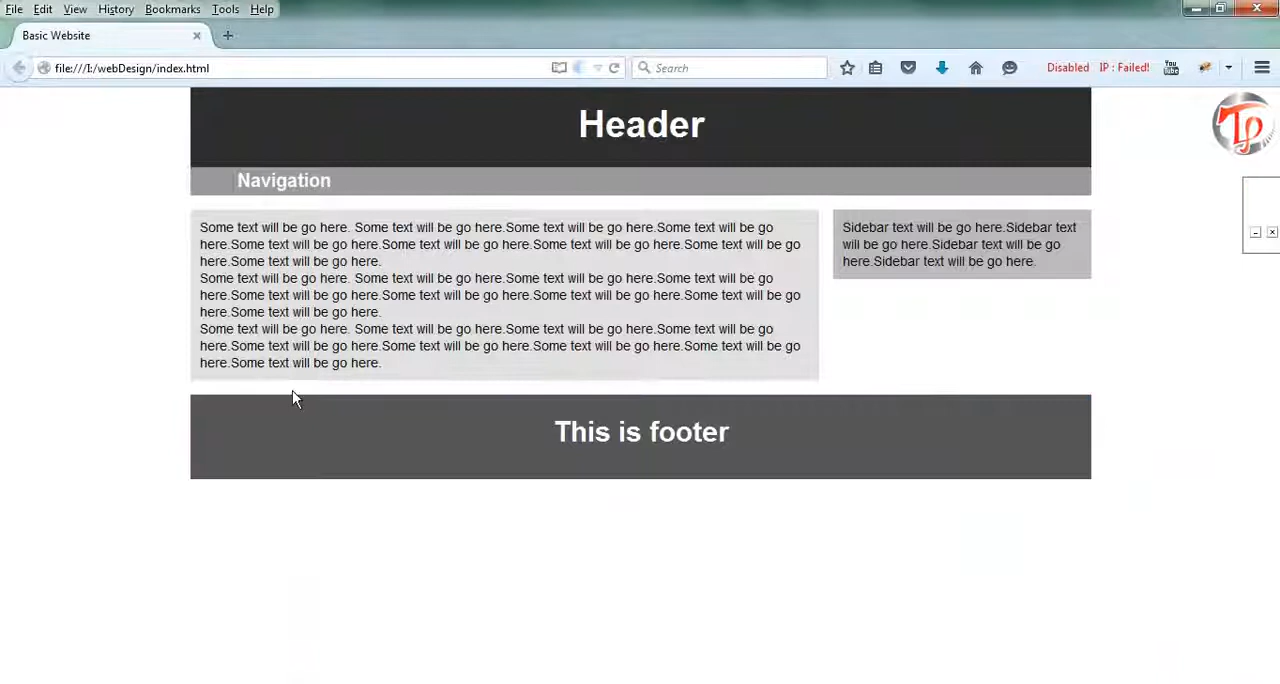 File Edit View History Bookmarks Tools Help
Basic Website
file:///I:/webDesign/index.html
Search
Disabled IP : Failed!
You
Tube
Tp
Header
Navigation
Some text will be go here. Some text will be go here.Some text will be go here.Some text will be go
here.Some text will be go here.Some text will be go here.Some text will be go here.Some text will be go
here.Some text will be go here.
Some text will be go here. Some text will be go here.Some text will be go here.Some text will be go
here.Some text will be go here.Some text will be go here.Some text will be go here.Some text will be go
here.Some text will be go here.
Some text will be go here. Some text will be go here.Some text will be go here.Some text will be go
here.Some text will be go here.Some text will be go here.Some text will be go here.Some text will be go
here.Some text will be go here.
Sidebar text will be go here.Sidebar text
will be go here.Sidebar text will be go
here.Sidebar text will be go here.
This is footer